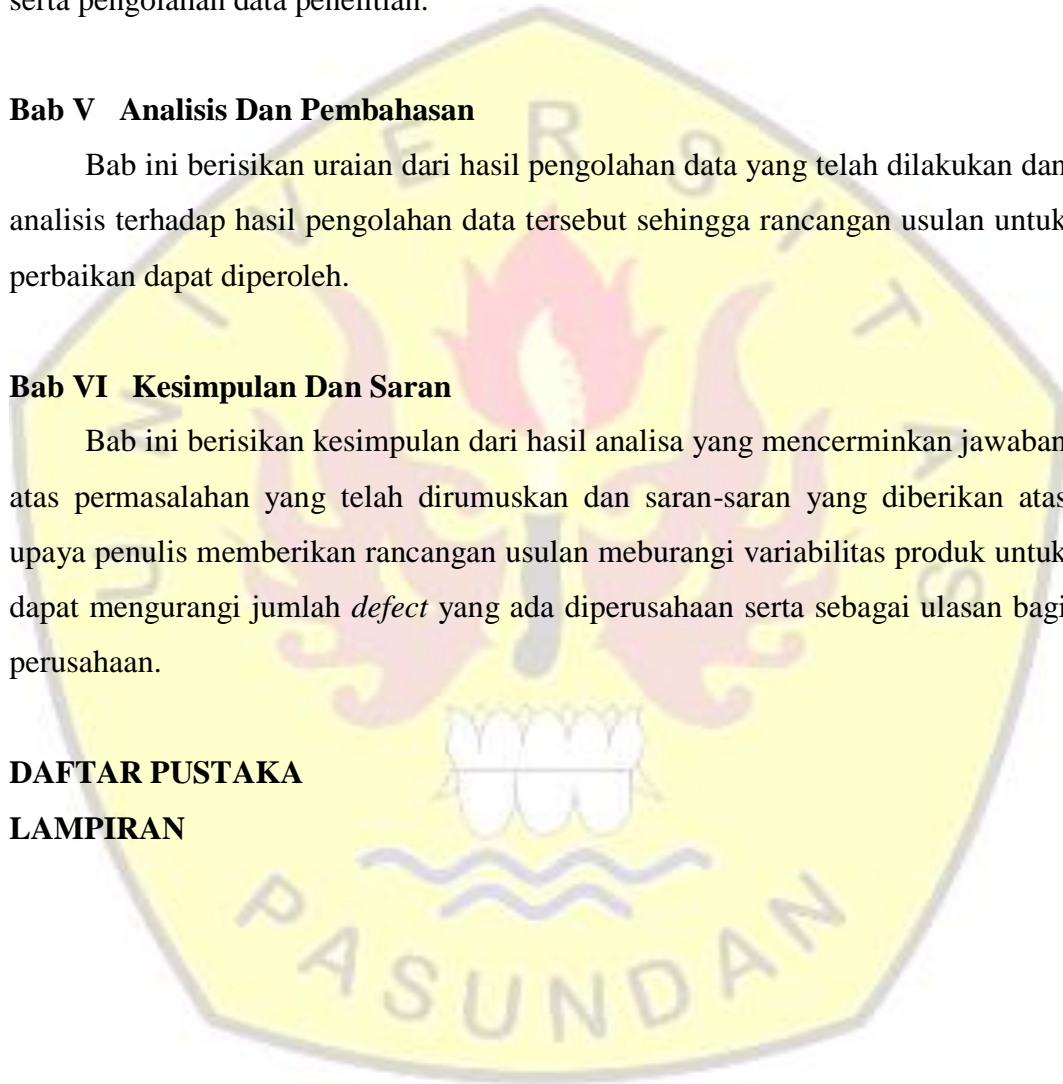 serta pengolahan data penelitian.
Bab V Analisis Dan Pembahasan
Bab ini berisikan uraian dari hasil pengolahan data yang telah dilakukan dan
analisis terhadap hasil pengolahan data tersebut sehingga rancangan usulan untuk
perbaikan dapat diperoleh.
Bab VI Kesimpulan Dan Saran
Bab ini berisikan kesimpulan dari hasil analisa yang mencerminkan jawaban
atas permasalahan yang telah dirumuskan dan saran-saran yang diberikan atas
upaya penulis memberikan rancangan usulan meburangi variabilitas produk untuk
dapat mengurangi jumlah defect yang ada diperusahaan serta sebagai ulasan bagi
perusahaan.
DAFTAR PUSTAKA
LAMPIRAN
UNIVERSITAS
PASUNDAN